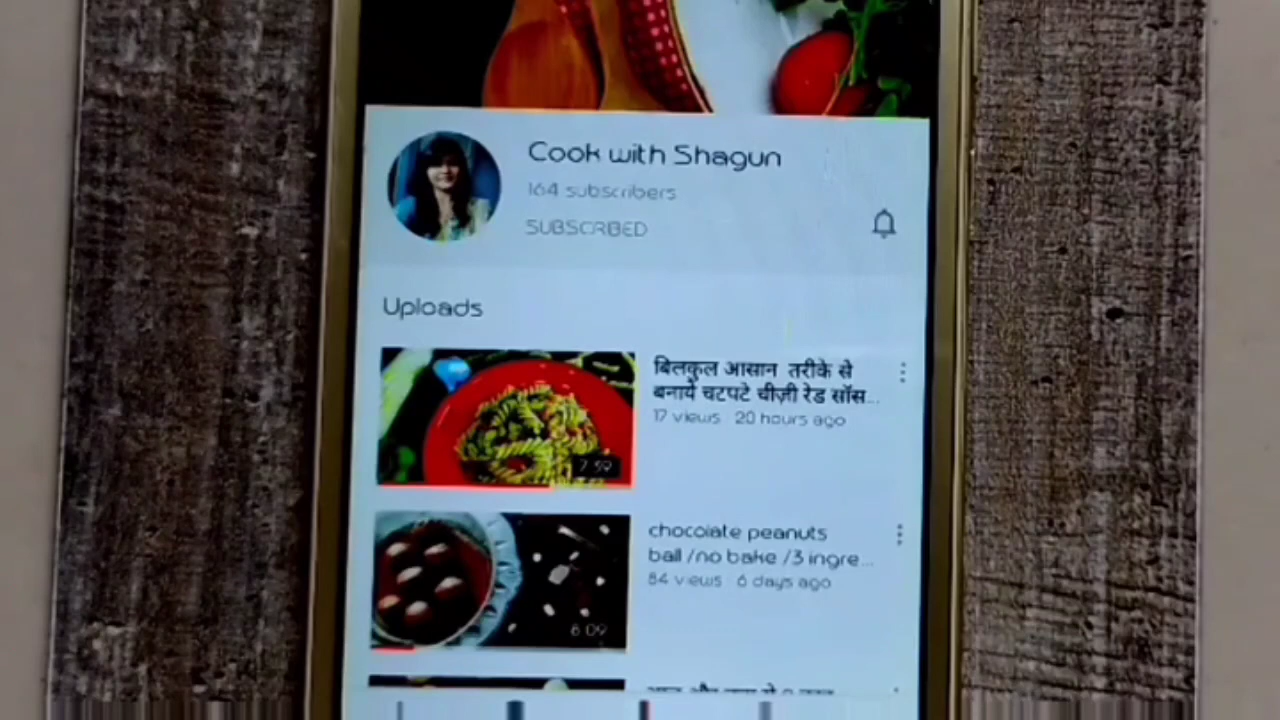 Cook with Shagun
164 subscribers
SUBSCRIBED
Uploads
बिलकुल आसान तरीके से
बनाये चटपटे चीज़ी रेड सॉस...
17 views · 20 hours ago
7:59
chocolate peanuts
ball /no bake /3 ingre...
84 views · 6 days ago
6:09